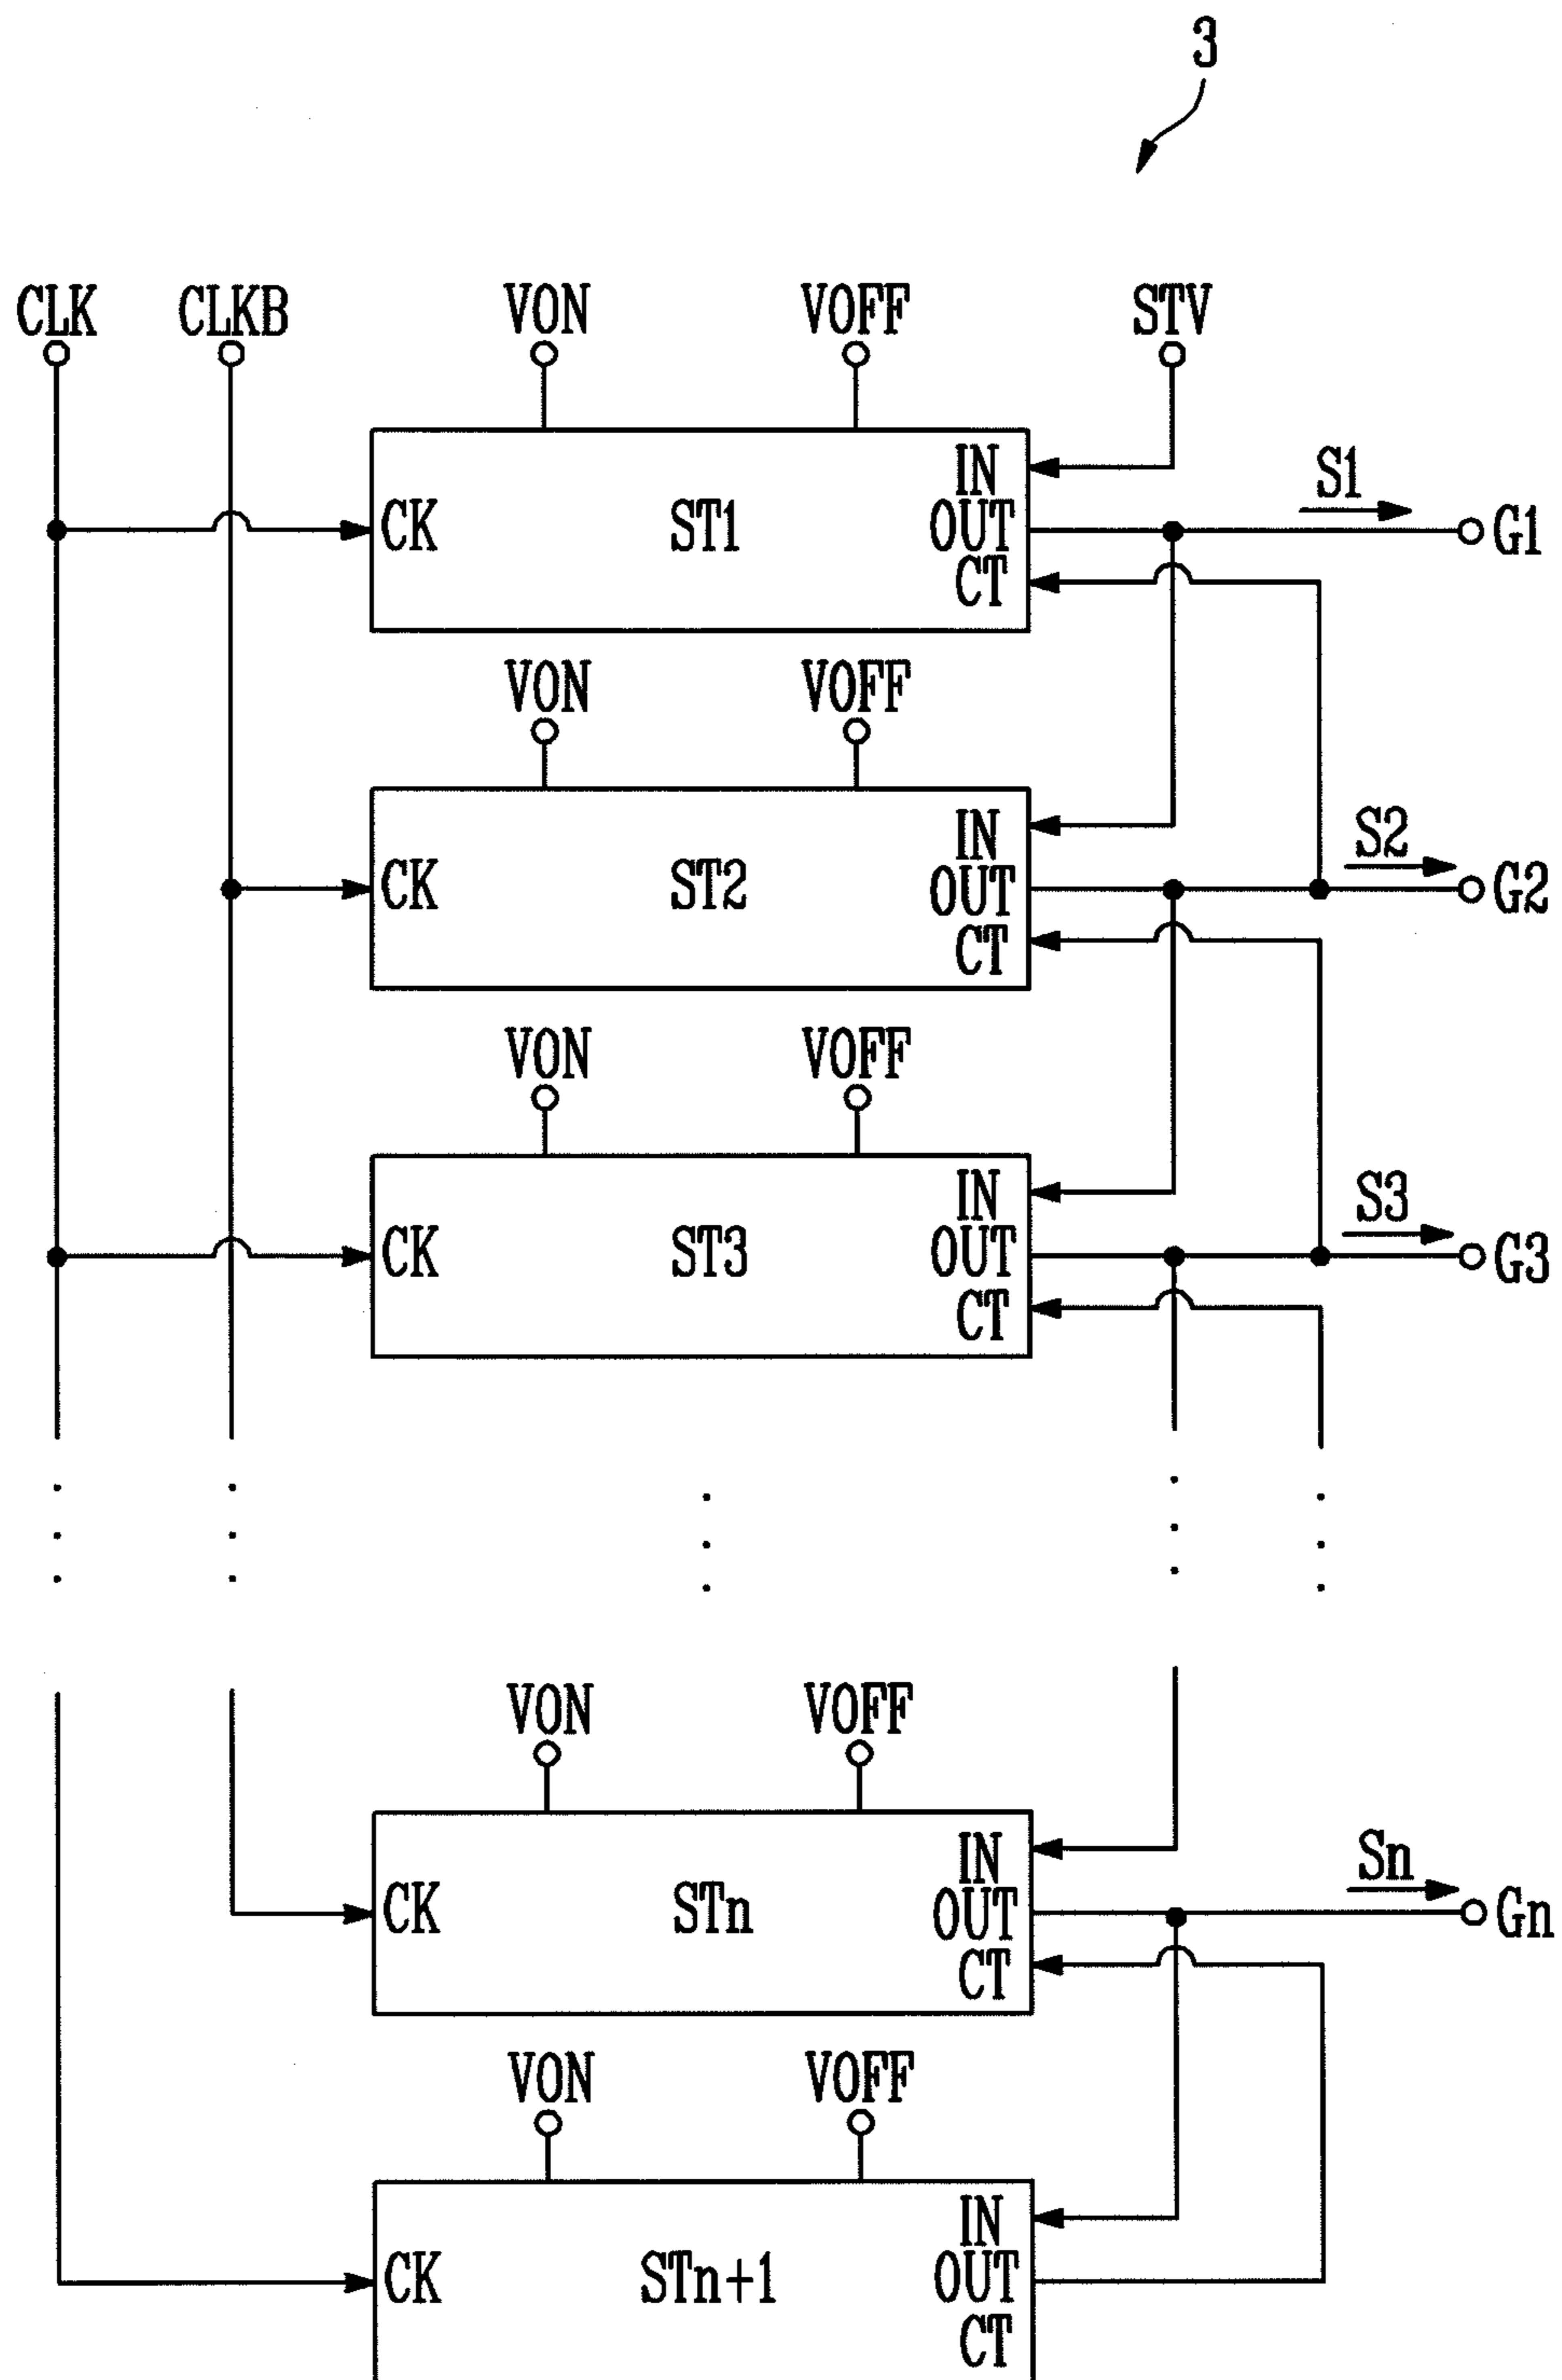 3
CLK CLKB VON VOFF STV
IN
S1
CK ST1 OUT G1
CT
VON VOFF
IN
S2
CK ST2 OUT G2
CT
VON VOFF
IN
S3
CK ST3 OUT G3
CT
VON VOFF
IN
Sn
CK STn OUT Gn
CT
VON VOFF
IN
CK STn+1 OUT
CT